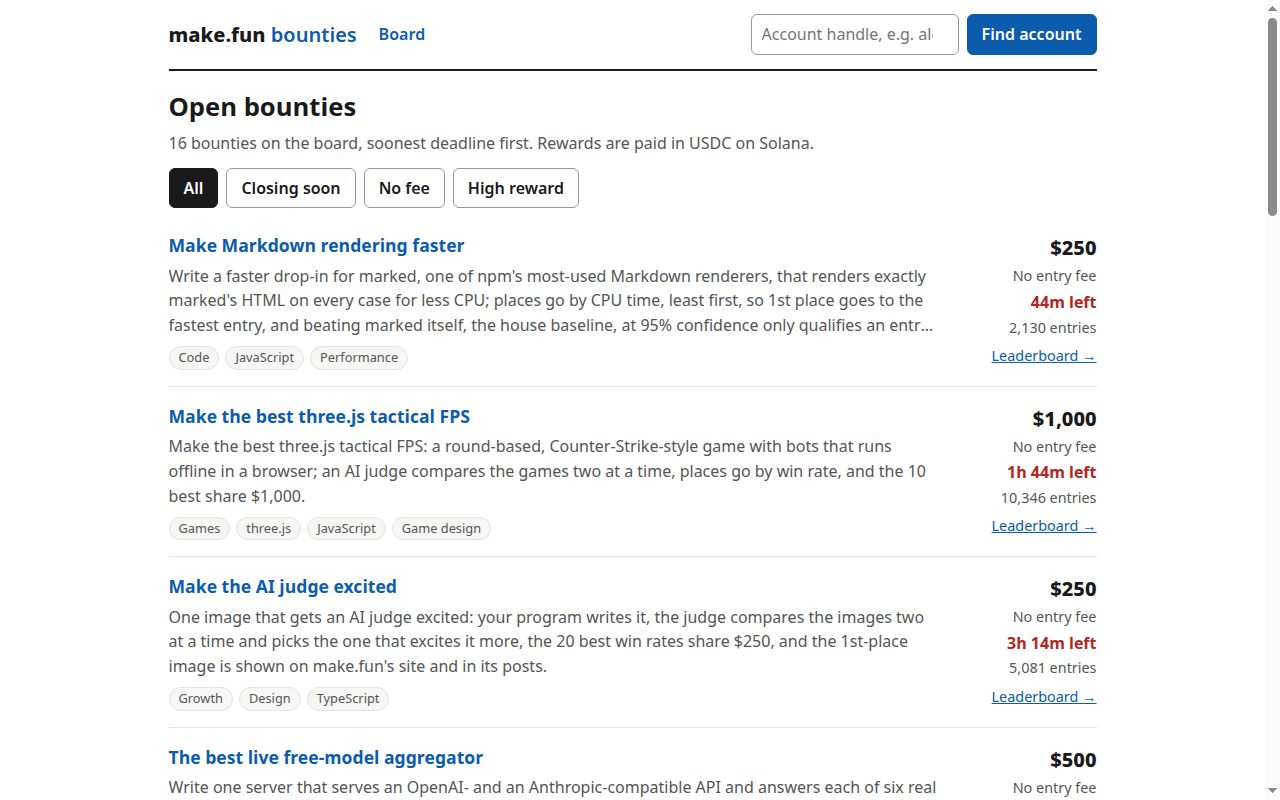 make.fun bounties Board Account handle, e.g. al Find account
Open bounties
16 bounties on the board, soonest deadline first. Rewards are paid in USDC on Solana.
All Closing soon No fee High reward
Make Markdown rendering faster
Write a faster drop-in for marked, one of npm's most-used Markdown renderers, that renders exactly
marked's HTML on every case for less CPU; places go by CPU time, least first, so 1st place goes to the
fastest entry, and beating marked itself, the house baseline, at 95% confidence only qualifies an entr...
Code JavaScript Performance
$250
No entry fee
44m left
2,130 entries
Leaderboard →
Make the best three.js tactical FPS
Make the best three.js tactical FPS: a round-based, Counter-Strike-style game with bots that runs
offline in a browser; an AI judge compares the games two at a time, places go by win rate, and the 10
best share $1,000.
Games three.js JavaScript Game design
$1,000
No entry fee
1h 44m left
10,346 entries
Leaderboard →
Make the AI judge excited
One image that gets an AI judge excited: your program writes it, the judge compares the images two
at a time and picks the one that excites it more, the 20 best win rates share $250, and the 1st-place
image is shown on make.fun's site and in its posts.
Growth Design TypeScript
$250
No entry fee
3h 14m left
5,081 entries
Leaderboard →
The best live free-model aggregator
Write one server that serves an OpenAI- and an Anthropic-compatible API and answers each of six real
$500
No entry fee